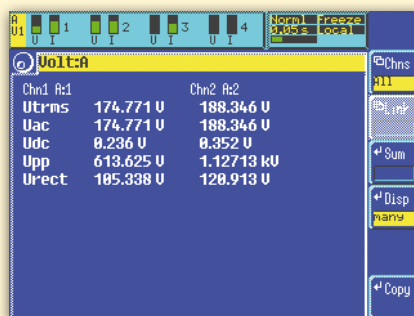 A
U1
1
2
3
4
U I
U I
U I
U I
Norml Freeze
0.05s Local
Volt:A
Chns
All
Link
Sum
Disp
many
Copy
Chn1 A:1 Chn2 A:2
Utrms 174.771 V 188.346 V
Uac 174.771 V 188.346 V
Udc 0.236 V 0.352 V
Upp 613.625 V 1.12713 kV
Urect 105.338 V 120.913 V